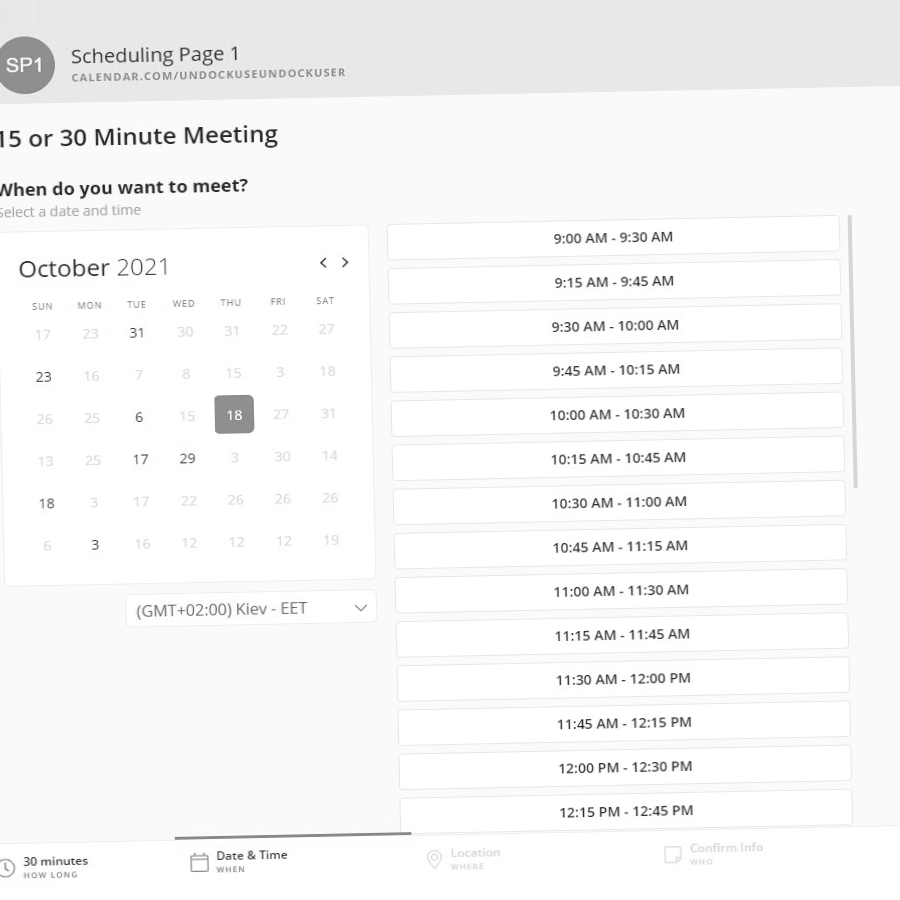 SP1
Scheduling Page 1
CALENDAR.COM/UNDOCKUSEUNDOCKUSER
15 or 30 Minute Meeting
When do you want to meet?
Select a date and time
October 2021
SUN MON TUE WED THU FRI SAT
17 23 31 30 31 22 27
23 16 7 8 15 3 18
26 25 6 15 18 27 31
13 25 17 29 3 30 14
18 3 17 22 26 26 26
6 3 16 12 12 12 19
(GMT+02:00) Kiev - EET
9:00 AM - 9:30 AM
9:15 AM - 9:45 AM
9:30 AM - 10:00 AM
9:45 AM - 10:15 AM
10:00 AM - 10:30 AM
10:15 AM - 10:45 AM
10:30 AM - 11:00 AM
10:45 AM - 11:15 AM
11:00 AM - 11:30 AM
11:15 AM - 11:45 AM
11:30 AM - 12:00 PM
11:45 AM - 12:15 PM
12:00 PM - 12:30 PM
12:15 PM - 12:45 PM
30 minutes
HOW LONG
Date & Time
WHEN
Location
WHERE
Confirm Info
WHO